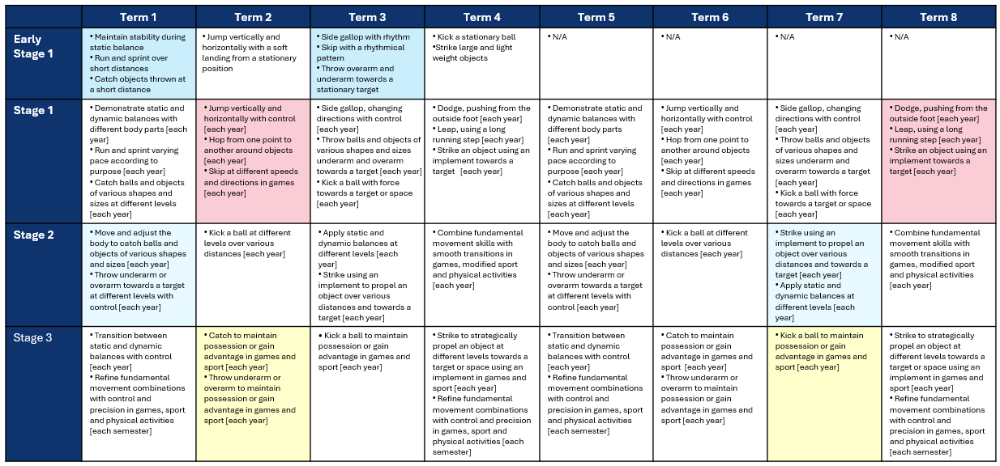 Term 1
Term 2
Term 3
Term 4
Term 5
Term 6
Term 7
Term 8
Early
Stage 1
• Maintain stability during
static balance
• Run and sprint over
short distances
• Catch objects thrown at
a short distance
• Jump vertically and
horizontally with a soft
landing from a stationary
position
• Side gallop with rhythm
• Skip with a rhythmical
pattern
• Throw overarm and
underarm towards a
stationary target
• Kick a stationary ball
•Strike large and light
weight objects
• N/A
• N/A
• N/A
• N/A
Stage 1
• Demonstrate static and
dynamic balances with
different body parts [each
year]
• Run and sprint varying
pace according to
purpose [each year]
• Catch balls and objects
of various shapes and
sizes at different levels
[each year]
• Jump vertically and
horizontally with control
[each year]
• Hop from one point to
another around objects
[each year]
• Skip at different speeds
and directions in games
[each year]
• Side gallop, changing
directions with control
[each year]
• Throw balls and objects of
various shapes and sizes
underarm and overarm
towards a target [each year]
• Kick a ball with force
towards a target or space
[each year]
• Dodge, pushing from the
outside foot [each year]
• Leap, using a long
running step [each year]
• Strike an object using an
implement towards a
target [each year]
• Demonstrate static and
dynamic balances with
different body parts
[each year]
• Run and sprint varying
pace according to
purpose [each year]
• Catch balls and objects
of various shapes and
sizes at different levels
[each year]
• Jump vertically and
horizontally with control
[each year]
• Hop from one point to
another around objects
[each year]
• Skip at different speeds
and directions in games
[each year]
• Side gallop, changing
directions with control
[each year]
• Throw balls and objects
of various shapes and
sizes underarm and
overarm towards a target
[each year]
• Kick a ball with force
towards a target or space
[each year]
• Dodge, pushing from the
outside foot [each year]
• Leap, using a long
running step [each year]
• Strike an object using an
implement towards a
target [each year]
Stage 2
• Move and adjust the
body to catch balls and
objects of various shapes
and sizes [each year]
• Throw underarm or
overarm towards a target
at different levels with
control [each year]
• Kick a ball at different
levels over various
distances [each year]
• Apply static and
dynamic balances at
different levels [each
year]
• Strike using an
implement to propel an
object over various
distances and towards a
target [each year]
• Combine fundamental
movement skills with
smooth transitions in
games, modified sport
and physical activities
[each year]
• Move and adjust the
body to catch balls and
objects of various shapes
and sizes [each year]
• Throw underarm or
overarm towards a target
at different levels with
control [each year]
• Kick a ball at different
levels over various
distances [each year]
• Strike using an
implement to propel an
object over various
distances and towards a
target [each year]
• Apply static and
dynamic balances at
different levels [each
year]
• Combine fundamental
movement skills with
smooth transitions in
games, modified sport
and physical activities
[each year]
Stage 3
• Transition between
static and dynamic
balances with control
[each year]
• Refine fundamental
movement combinations
with control and
precision in games, sport
and physical activities
[each semester]
• Catch to maintain
possession or gain
advantage in games and
sport [each year]
• Throw underarm or
overarm to maintain
possession or gain
advantage in games and
sport [each year]
• Kick a ball to maintain
possession or gain
advantage in games and
sport [each year]
• Strike to strategically
propel an object at
different levels towards a
target or space using an
implement in games and
sport [each year]
• Refine fundamental
movement combinations
with control and precision
in games, sport and
physical activities [each
semester]
• Transition between
static and dynamic
balances with control
[each year]
• Refine fundamental
movement combinations
with control and
precision in games, sport
and physical activities
[each semester]
• Catch to maintain
possession or gain
advantage in games and
sport [each year]
• Throw underarm or
overarm to maintain
possession or gain
advantage in games and
sport [each year]
• Kick a ball to maintain
possession or gain
advantage in games and
sport [each year]
• Strike to strategically
propel an object at
different levels towards a
target or space using an
implement in games and
sport [each year]
• Refine fundamental
movement combinations
with control and
precision in games, sport
and physical activities
[each semester]